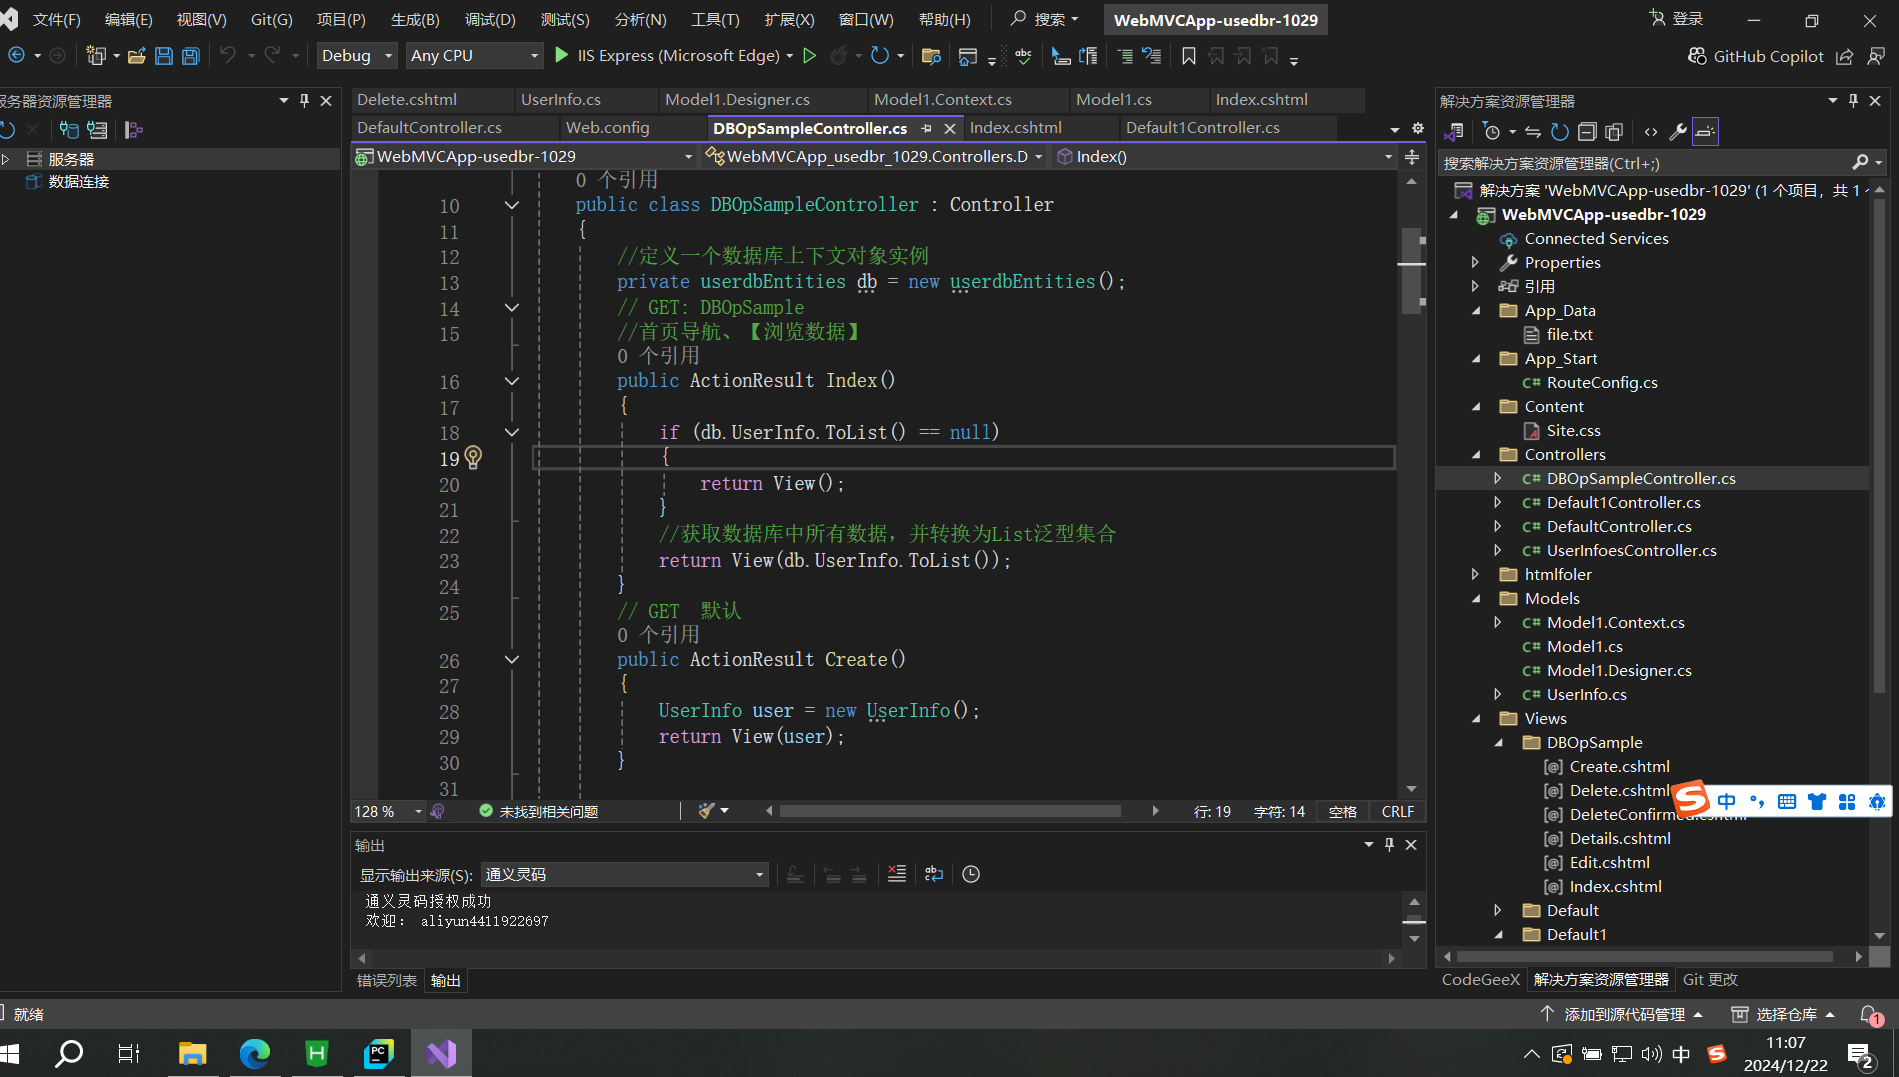 文件(F) 编辑(E) 视图(V) Git(G) 项目(P) 生成(B) 调试(D) 测试(S) 分析(N) 工具(T) 扩展(X) 窗口(W) 帮助(H) 搜索 WebMVCApp-usedbr-1029 登录
Debug Any CPU IIS Express (Microsoft Edge) abc GitHub Copilot
服务器资源管理器
服务器
数据连接
Delete.cshtml UserInfo.cs Model1.Designer.cs Model1.Context.cs Model1.cs Index.cshtml
DefaultController.cs Web.config DBOpSampleController.cs Index.cshtml Default1Controller.cs
WebMVCApp-usedbr-1029 WebMVCApp_usedbr_1029.Controllers.D Index()
0 个引用
10 public class DBOpSampleController : Controller
11 {
12 //定义一个数据库上下文对象实例
13 private userdbEntities db = new userdbEntities();
14 // GET: DBOpSample
15 //首页导航、【浏览数据】
0 个引用
16 public ActionResult Index()
17 {
18 if (db.UserInfo.ToList() == null)
19 {
20 return View();
21 }
22 //获取数据库中所有数据，并转换为List泛型集合
23 return View(db.UserInfo.ToList());
24 }
25 // GET 默认
0 个引用
26 public ActionResult Create()
27 {
28 UserInfo user = new UserInfo();
29 return View(user);
30 }
31
128 % 未找到相关问题 行: 19 字符: 14 空格 CRLF
输出
显示输出来源(S): 通义灵码
通义灵码授权成功
欢迎： aliyun4411922697
错误列表 输出
解决方案资源管理器
搜索解决方案资源管理器(Ctrl+;)
解决方案 'WebMVCApp-usedbr-1029' (1 个项目，共 1
WebMVCApp-usedbr-1029
Connected Services
Properties
引用
App_Data
file.txt
App_Start
RouteConfig.cs
Content
Site.css
Controllers
C# DBOpSampleController.cs
C# Default1Controller.cs
C# DefaultController.cs
C# UserInfoesController.cs
htmlfoler
Models
C# Model1.Context.cs
C# Model1.cs
C# Model1.Designer.cs
C# UserInfo.cs
Views
DBOpSample
[@] Create.cshtml
[@] Delete.cshtml
中
[@] DeleteConfirmed.cshtml
[@] Details.cshtml
[@] Edit.cshtml
[@] Index.cshtml
Default
Default1
CodeGeeX 解决方案资源管理器 Git 更改
就绪 添加到源代码管理 选择仓库 1
H PC 中 11:07
2024/12/22 2